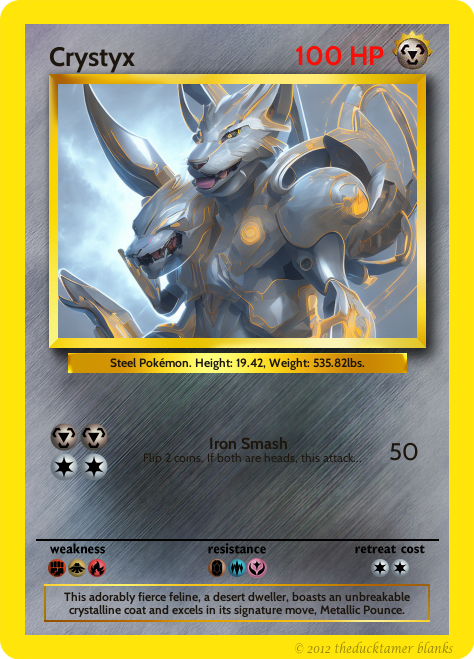 Crystyx
100 HP
Steel Pokémon. Height: 19.42, Weight: 535.82lbs.
Iron Smash
Flip 2 coins. If both are heads, this attack...
50
weakness
resistance
retreat cost
This adorably fierce feline, a desert dweller, boasts an unbreakable
crystalline coat and excels in its signature move, Metallic Pounce.
© 2012 theducktamer blanks